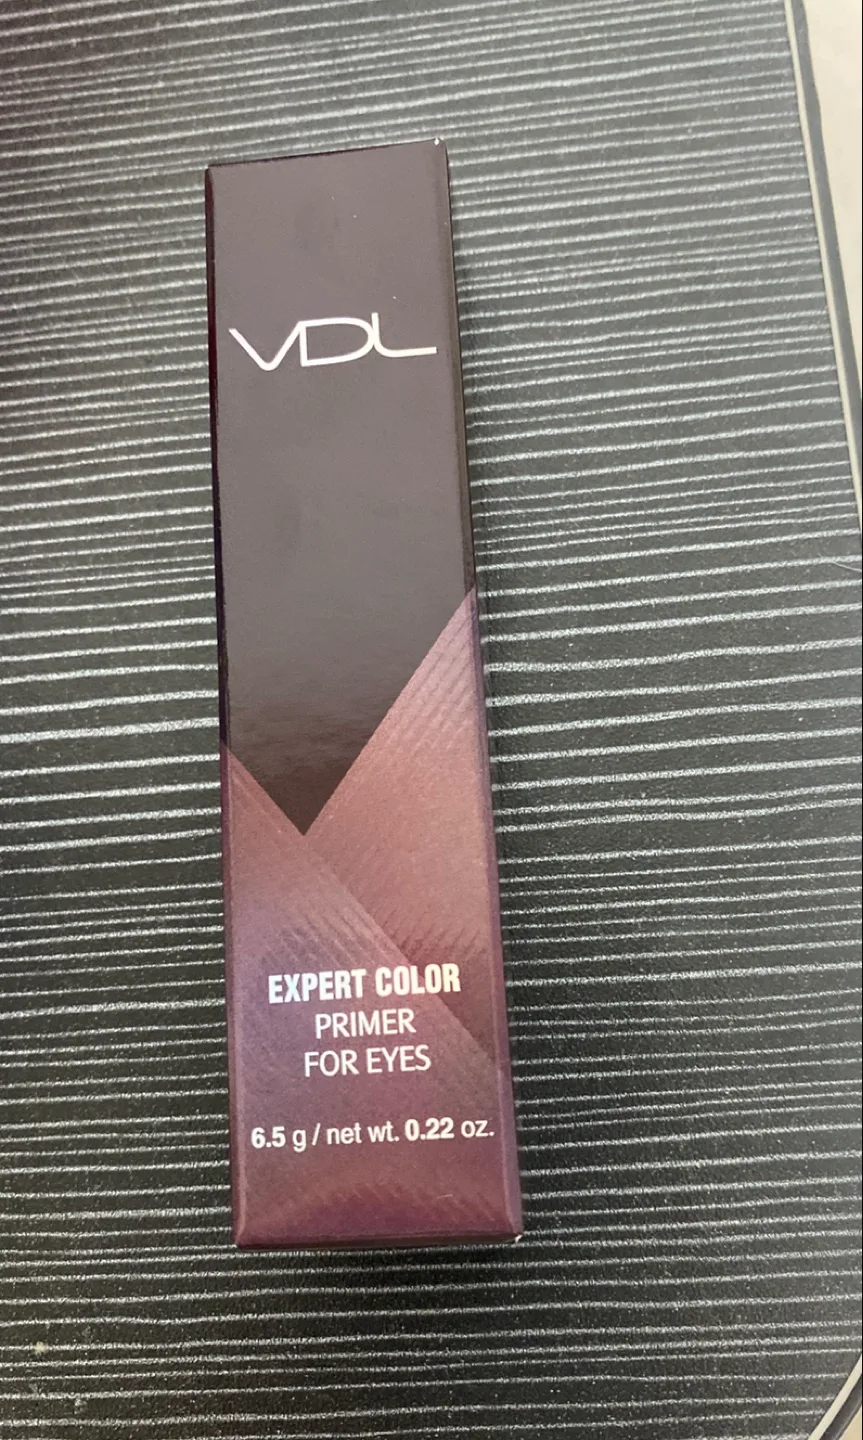 VDL
EXPERT COLOR
PRIMER
FOR EYES
6.5 g / net wt. 0.22 oz.